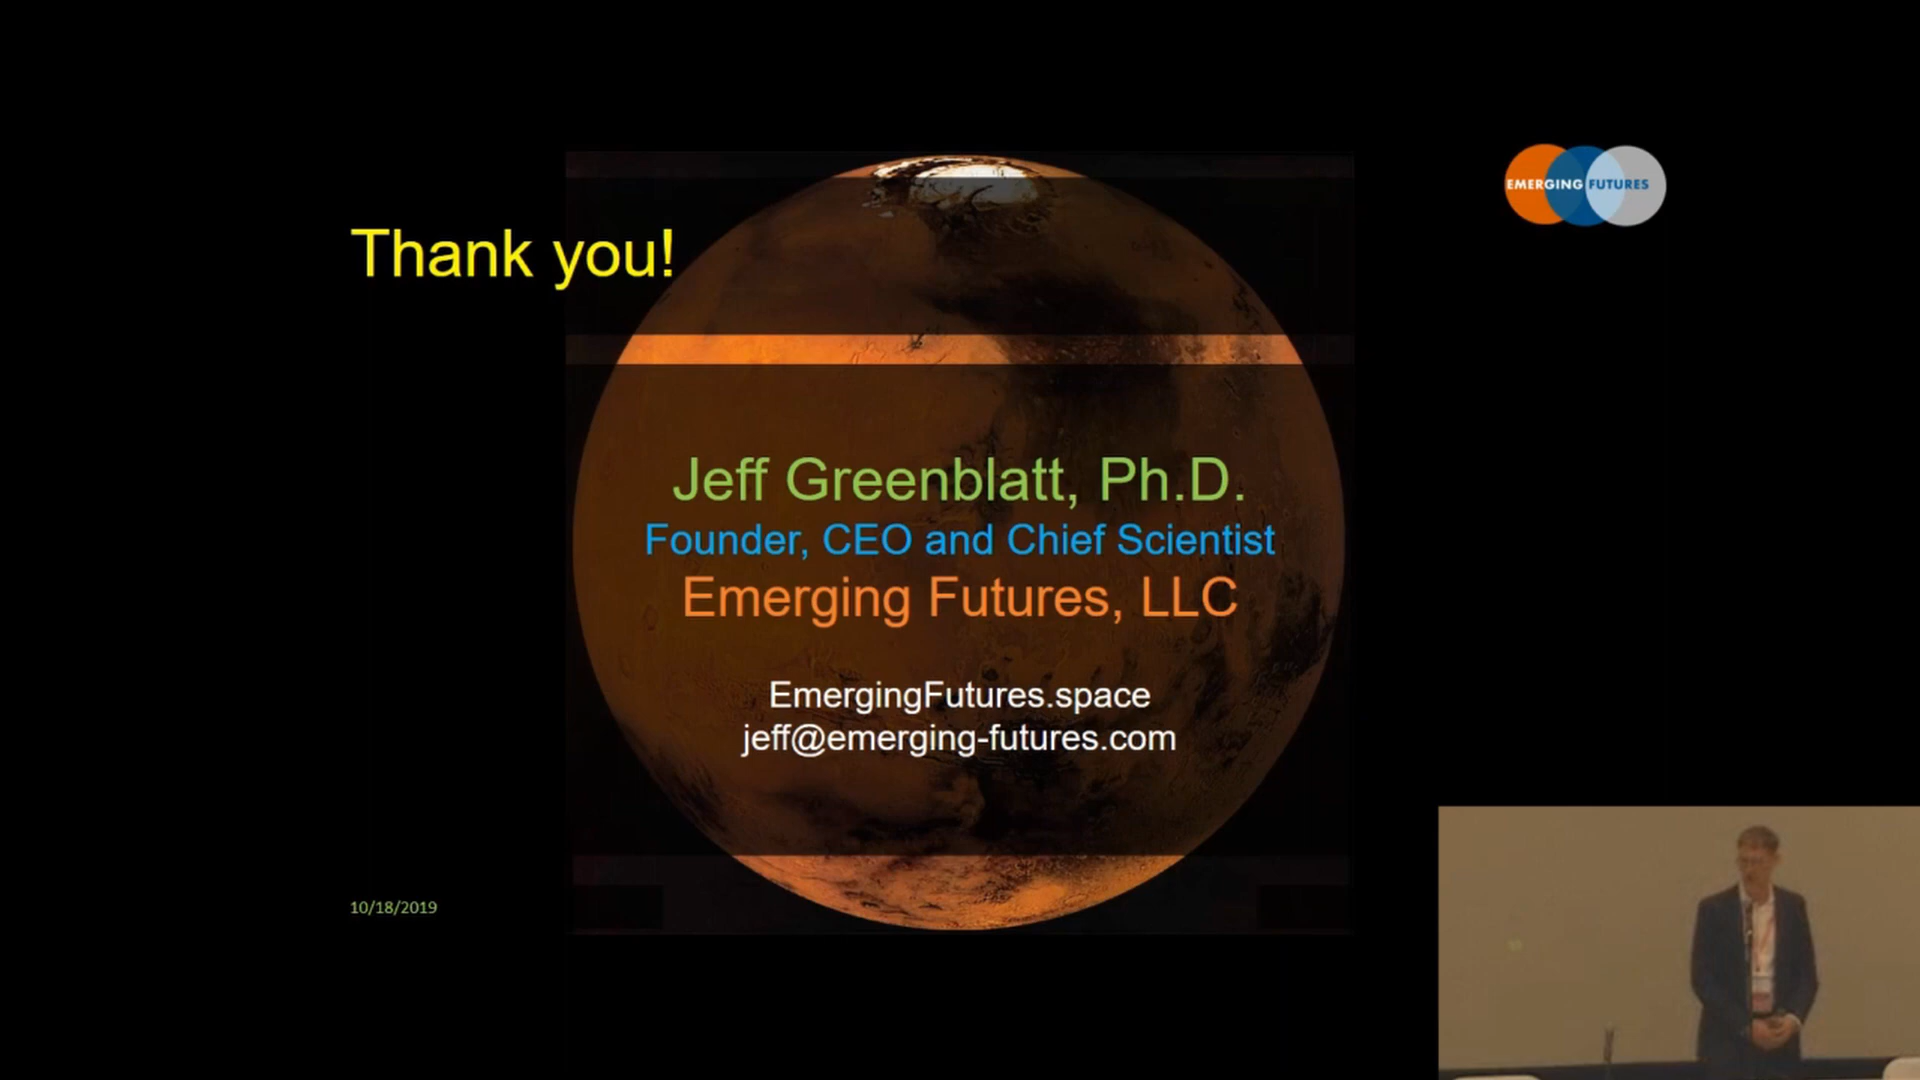 EMERGING FUTURES
Thank you!
Jeff Greenblatt, Ph.D.
Founder, CEO and Chief Scientist
Emerging Futures, LLC
EmergingFutures.space
jeff@emerging-futures.com
10/18/2019